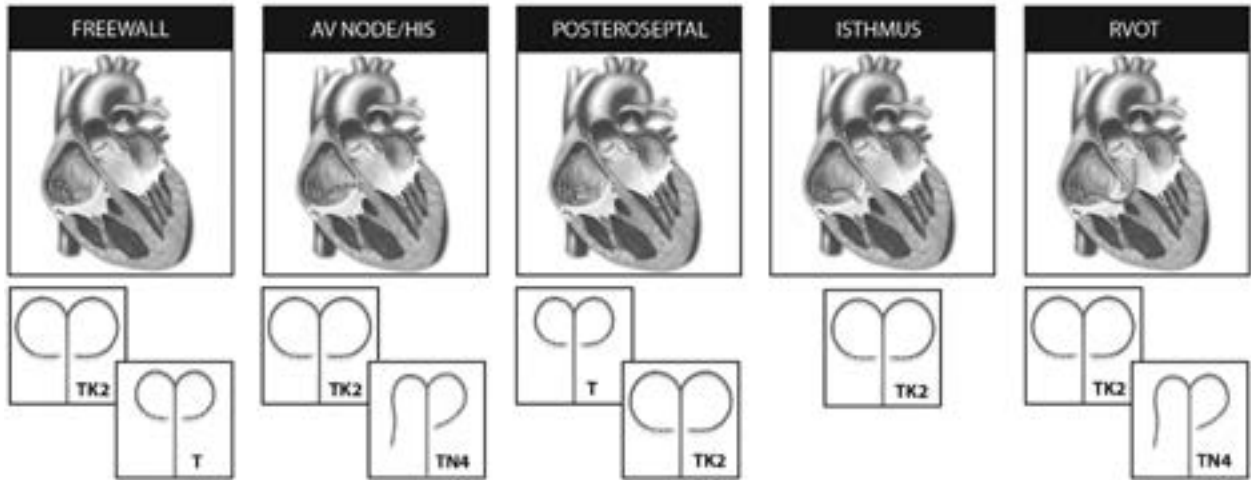 FREEWALL
AV NODE/HIS
POSTEROSEPTAL
ISTHMUS
RVOT
TK2
T
TK2
TN4
T
TK2
TK2
TK2
TN4